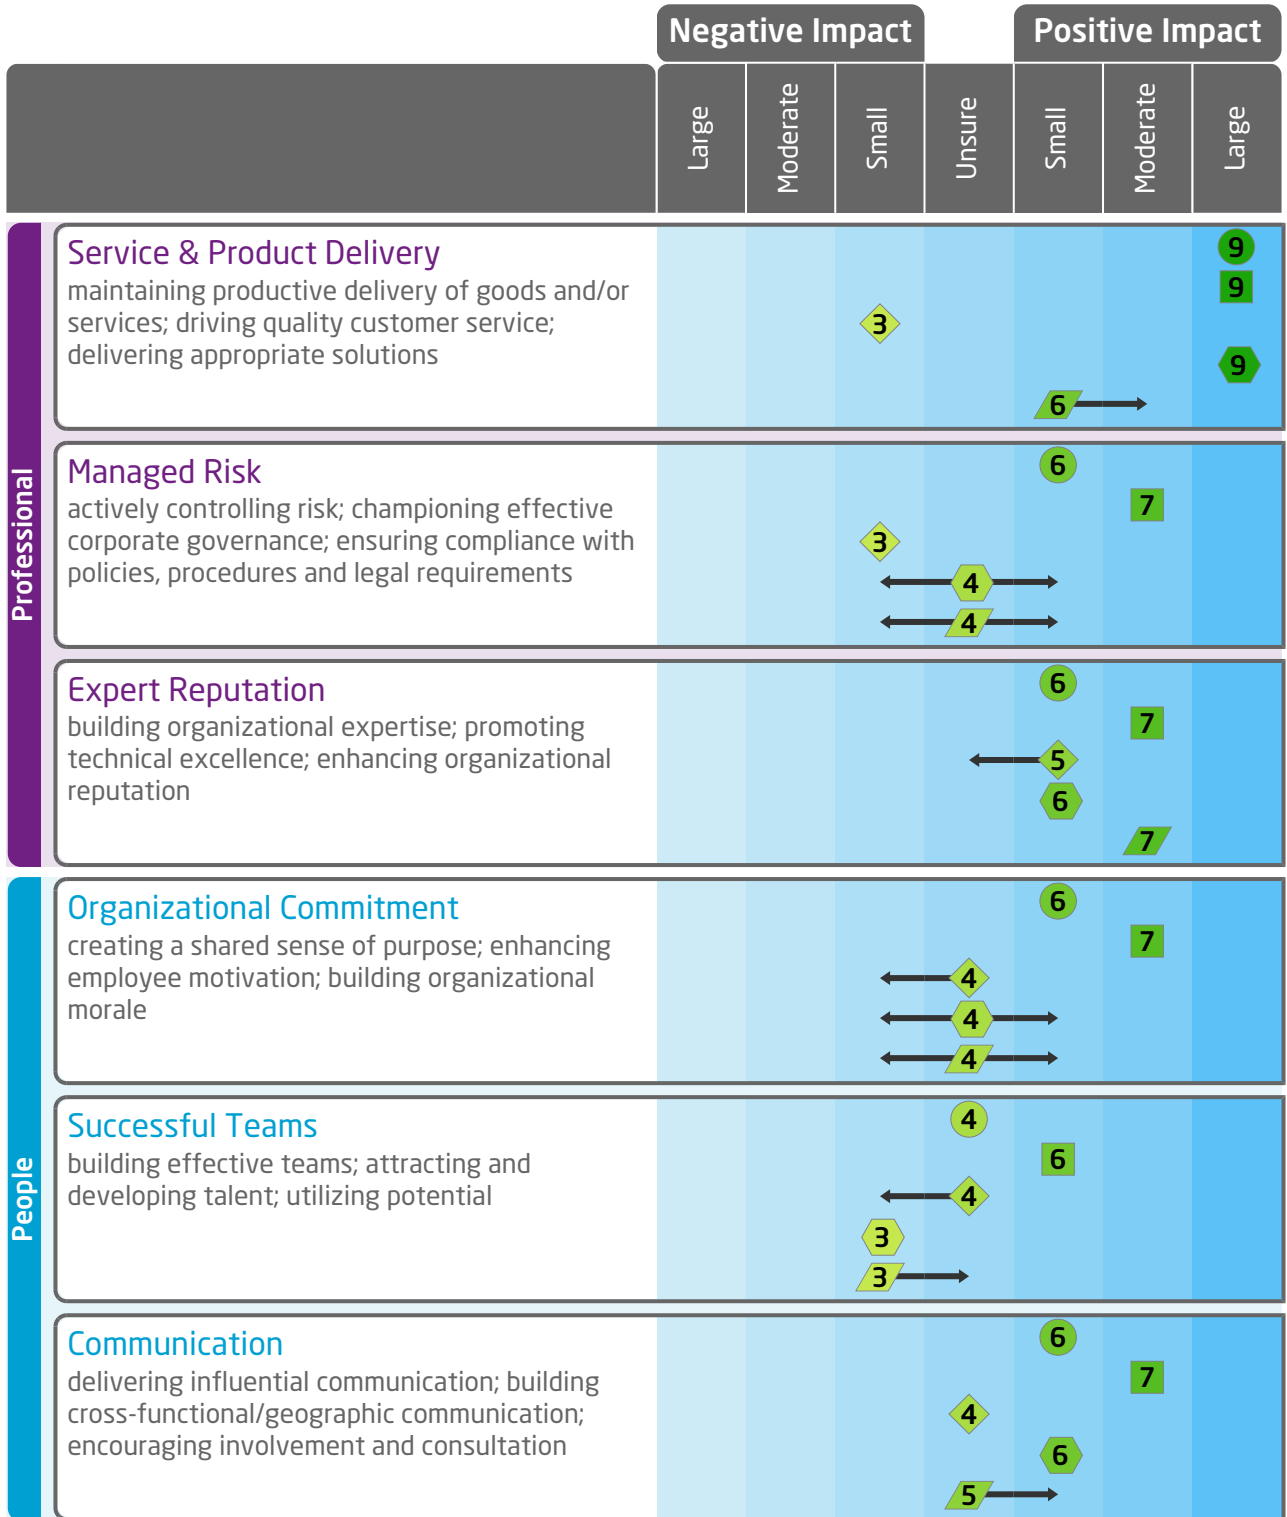 Negative Impact
Positive Impact
Large
Moderate
Small
Unsure
Small
Moderate
Large
Professional
Service & Product Delivery
maintaining productive delivery of goods and/or
services; driving quality customer service;
delivering appropriate solutions
9
9
3
9
6
Managed Risk
actively controlling risk; championing effective
corporate governance; ensuring compliance with
policies, procedures and legal requirements
6
7
3
4
4
Expert Reputation
building organizational expertise; promoting
technical excellence; enhancing organizational
reputation
6
7
5
6
7
People
Organizational Commitment
creating a shared sense of purpose; enhancing
employee motivation; building organizational
morale
6
7
4
4
4
Successful Teams
building effective teams; attracting and
developing talent; utilizing potential
4
6
4
3
3
Communication
delivering influential communication; building
cross-functional/geographic communication;
encouraging involvement and consultation
6
7
4
6
5